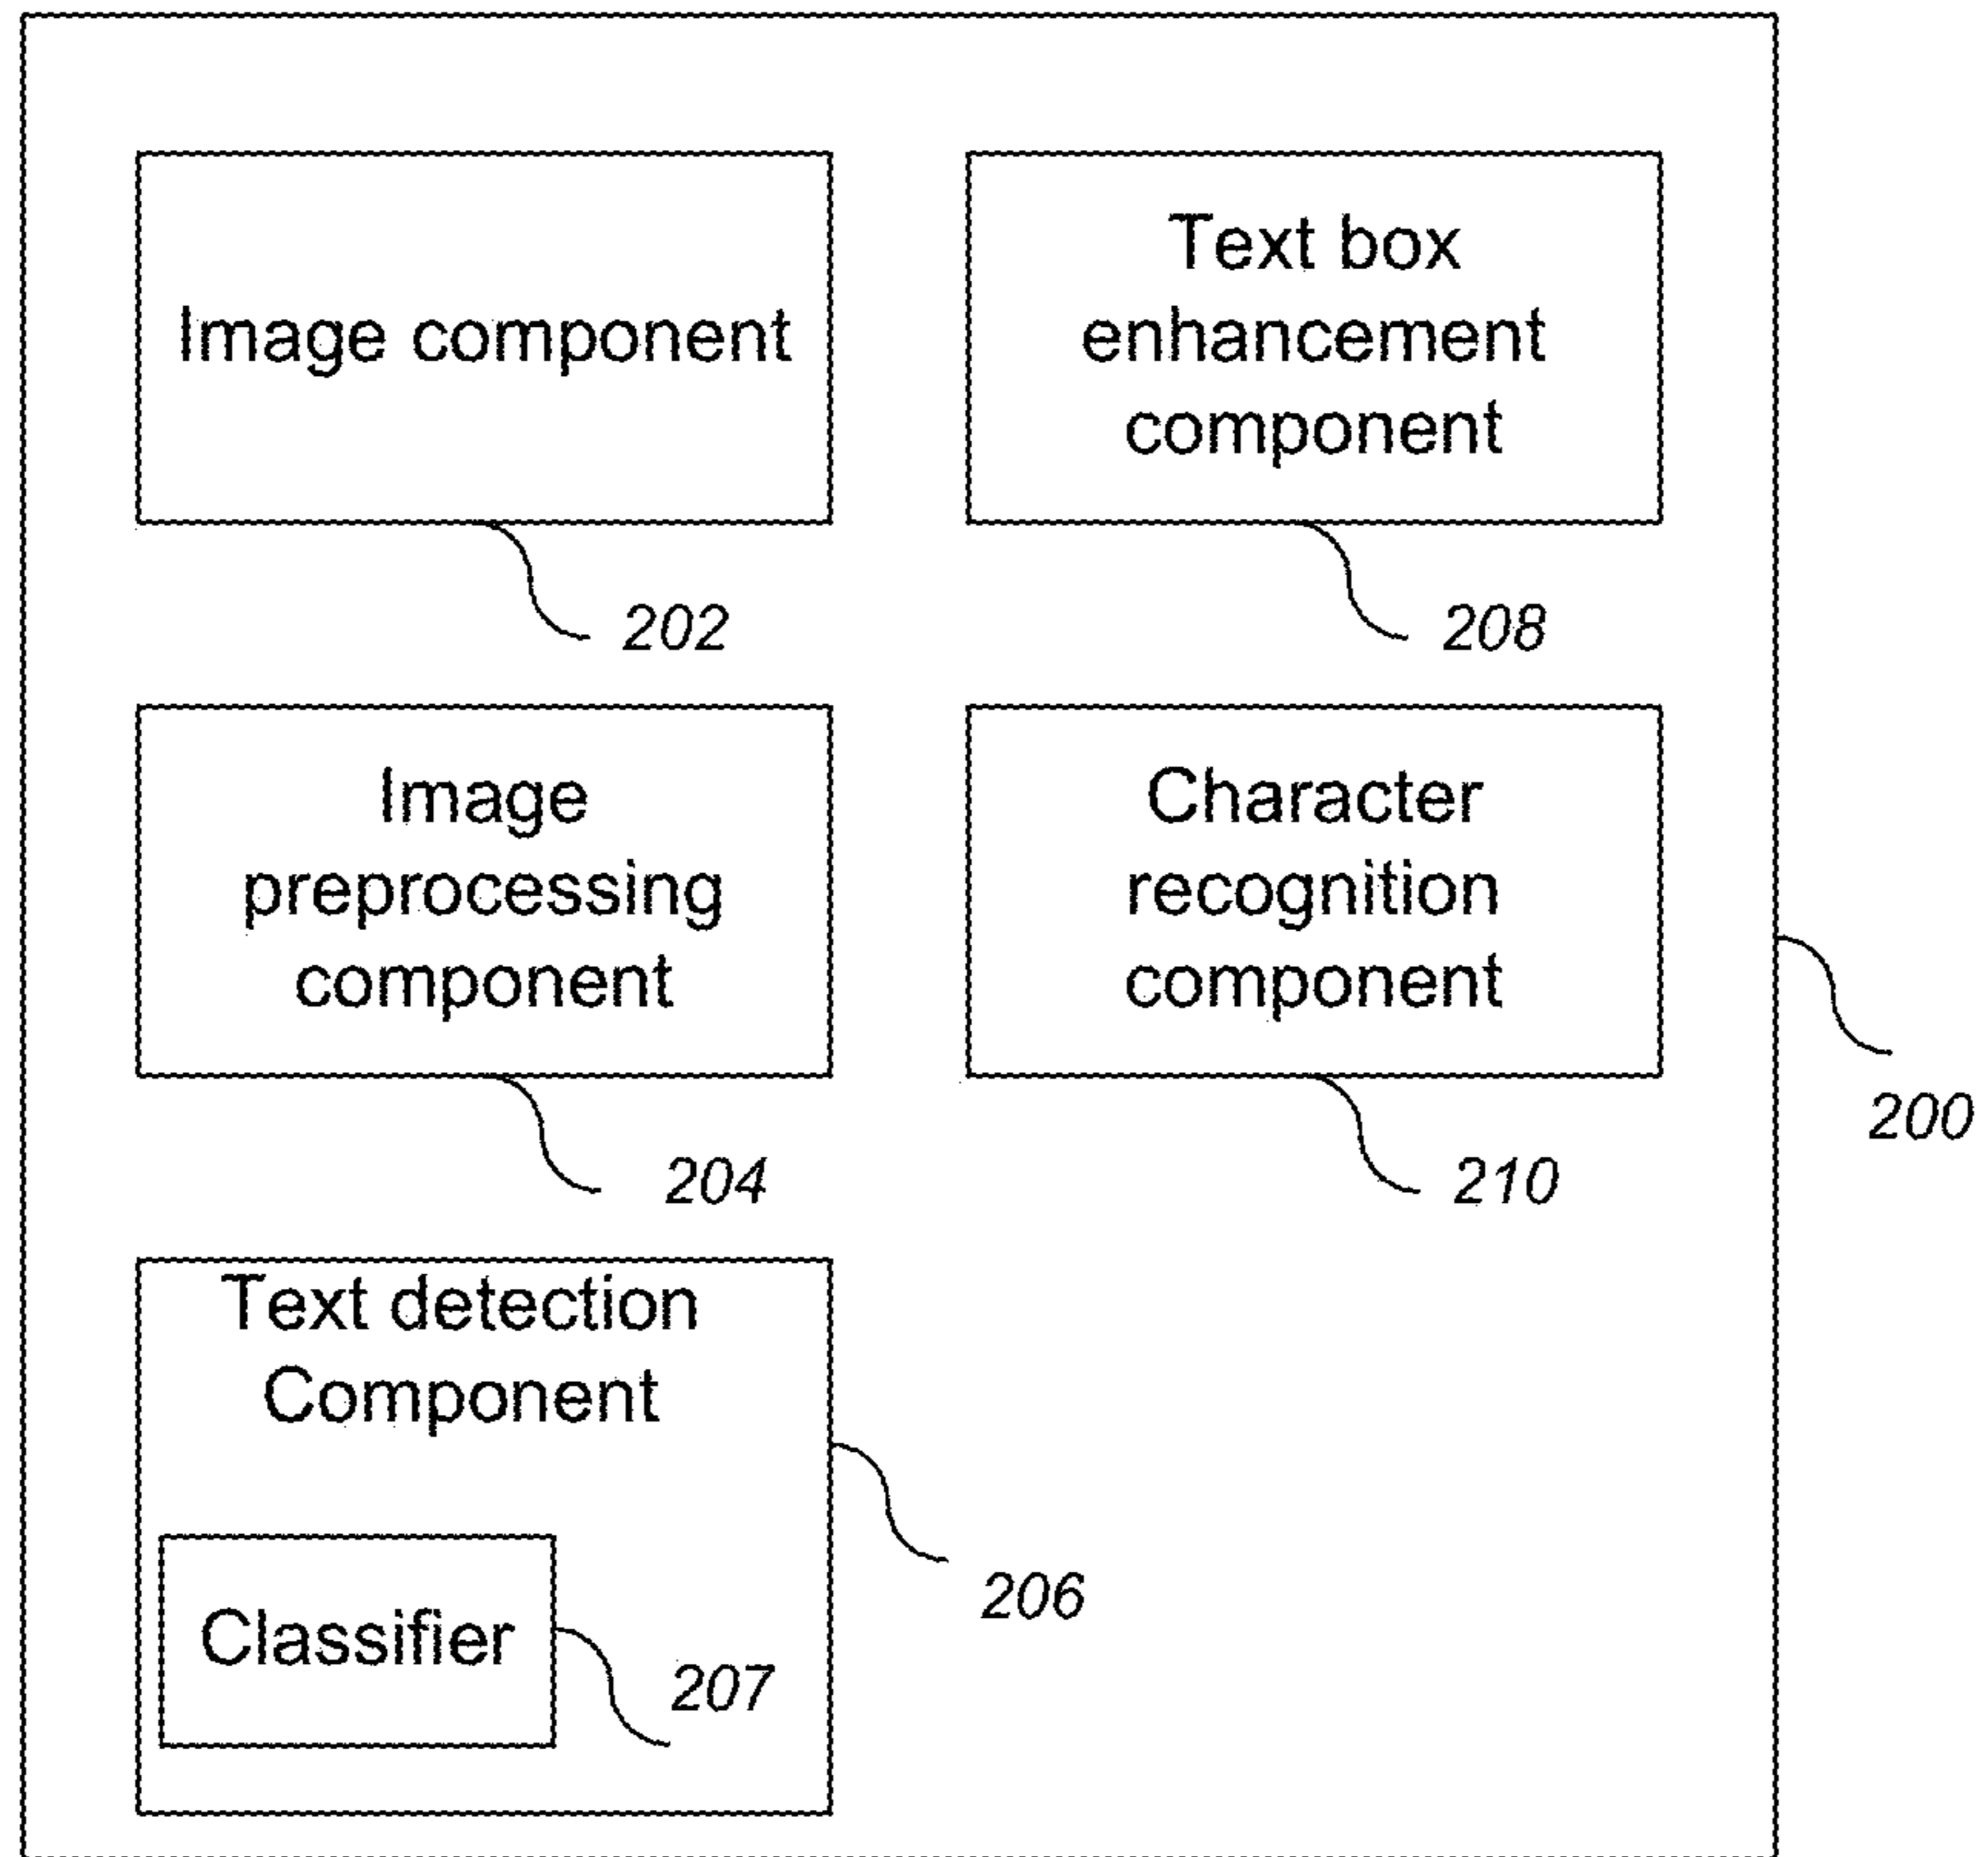 Image component
202
Text box
enhancement
component
208
Image
preprocessing
component
204
Character
recognition
component
210
200
Text detection
Component
206
Classifier
207